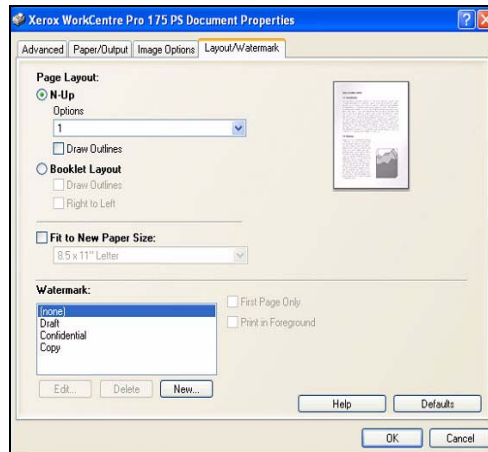 Xerox WorkCentre Pro 175 PS Document Properties
Advanced Paper/Output Image Options Layout/Watermark
Page Layout:
N-Up
Options
1
Draw Outlines
Booklet Layout
Draw Outlines
Right to Left
Fit to New Paper Size:
8.5 x 11" Letter
Watermark:
(none)
Draft
Confidential
Copy
First Page Only
Print in Foreground
Edit... Delete New...
Help Defaults
OK Cancel